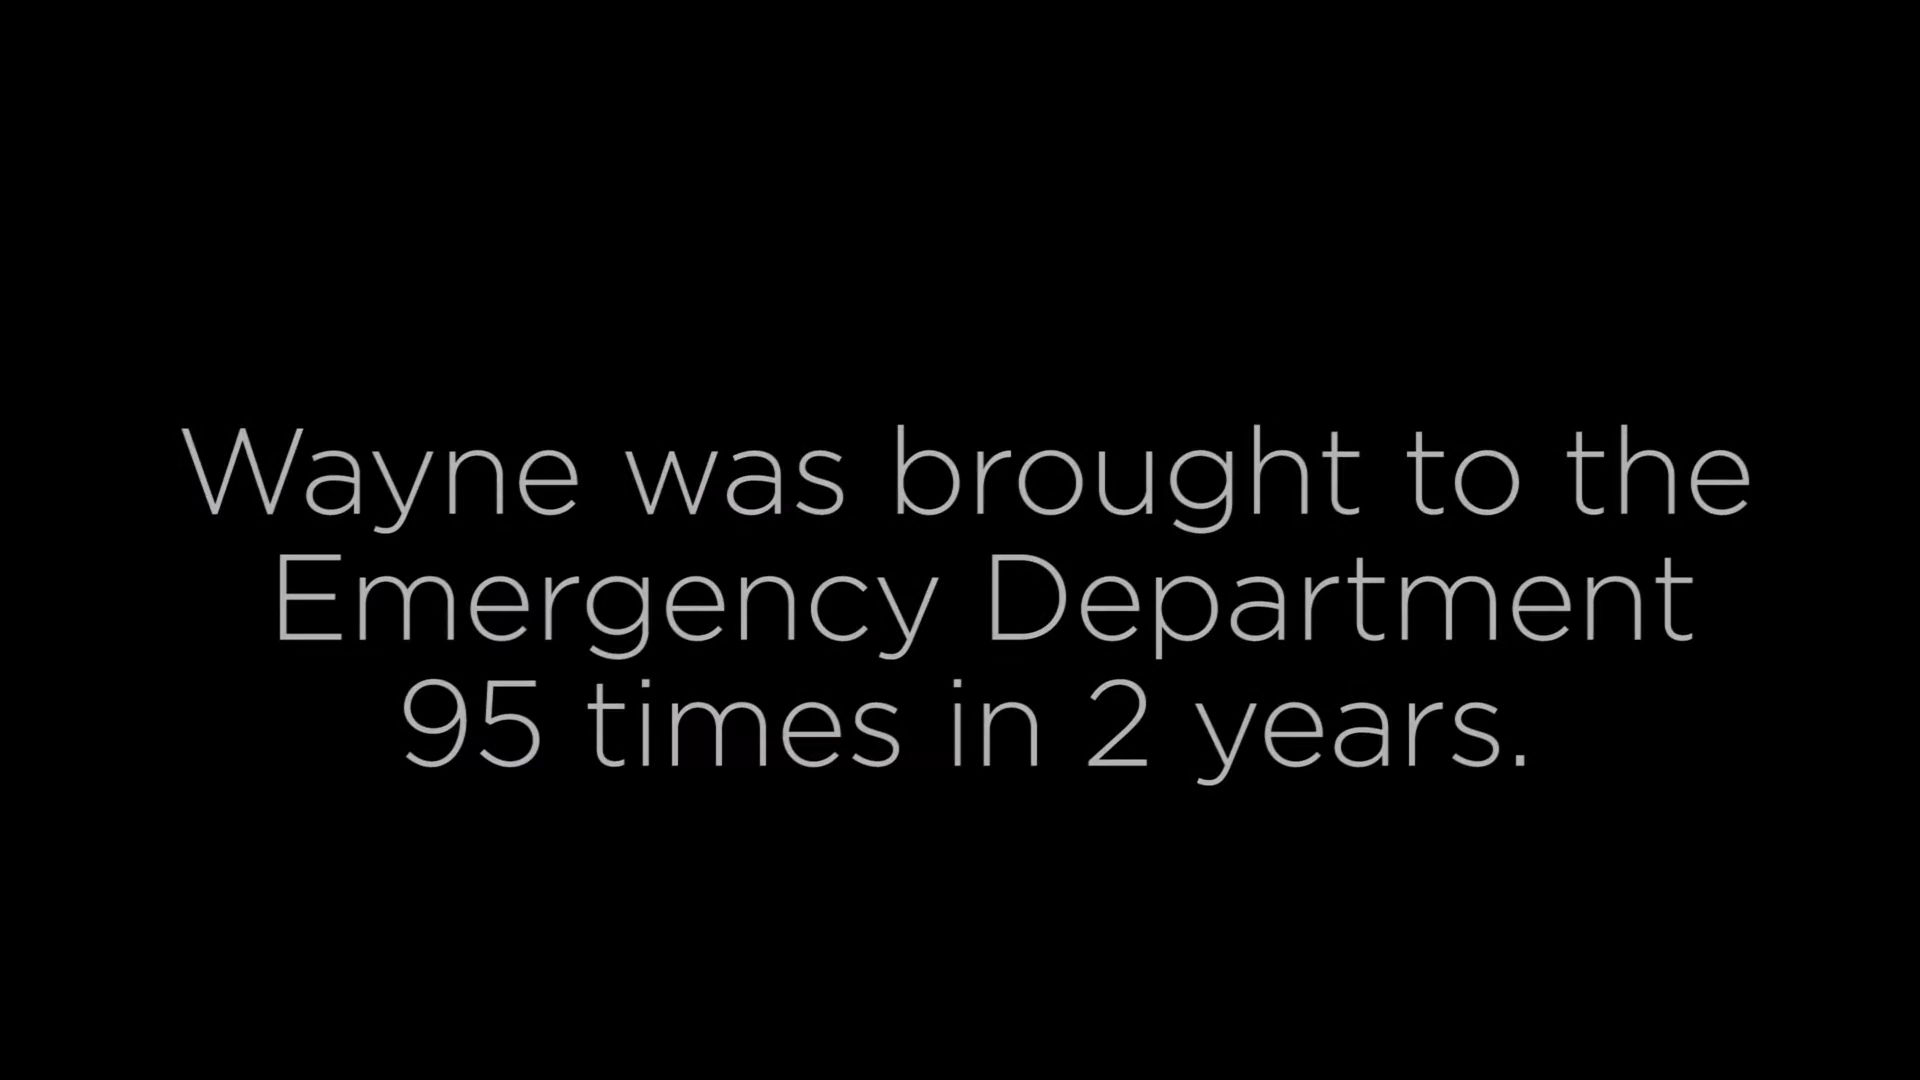 Wayne was brought to the
Emergency Department
95 times in 2 years.